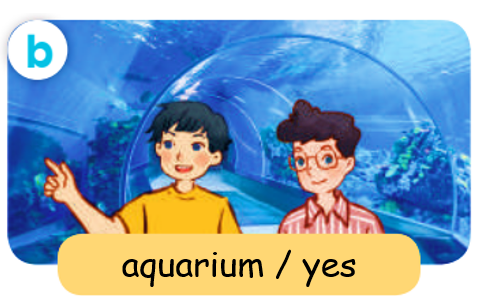 b
aquarium / yes